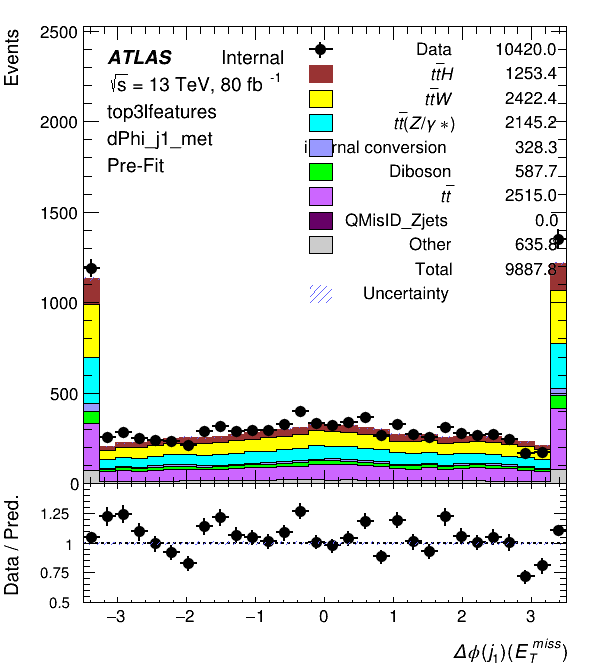 Events
2500
2000
1500
1000
500
0
ATLAS Internal
√s = 13 TeV, 80 fb⁻¹
top3lfeatures
dPhi_j1_met
Pre-Fit
Data 10420.0
tt̅H 1253.4
tt̅W 2422.4
tt̅(Z/γ*) 2145.2
internal conversion 328.3
Diboson 587.7
tt̅ 2515.0
QMisID_Zjets 0.0
Other 635.8
Total 9887.8
Uncertainty
Data / Pred.
1.25
1
0.75
0.5
−3 −2 −1 0 1 2 3
Δϕ(j₁)(E_T^miss)